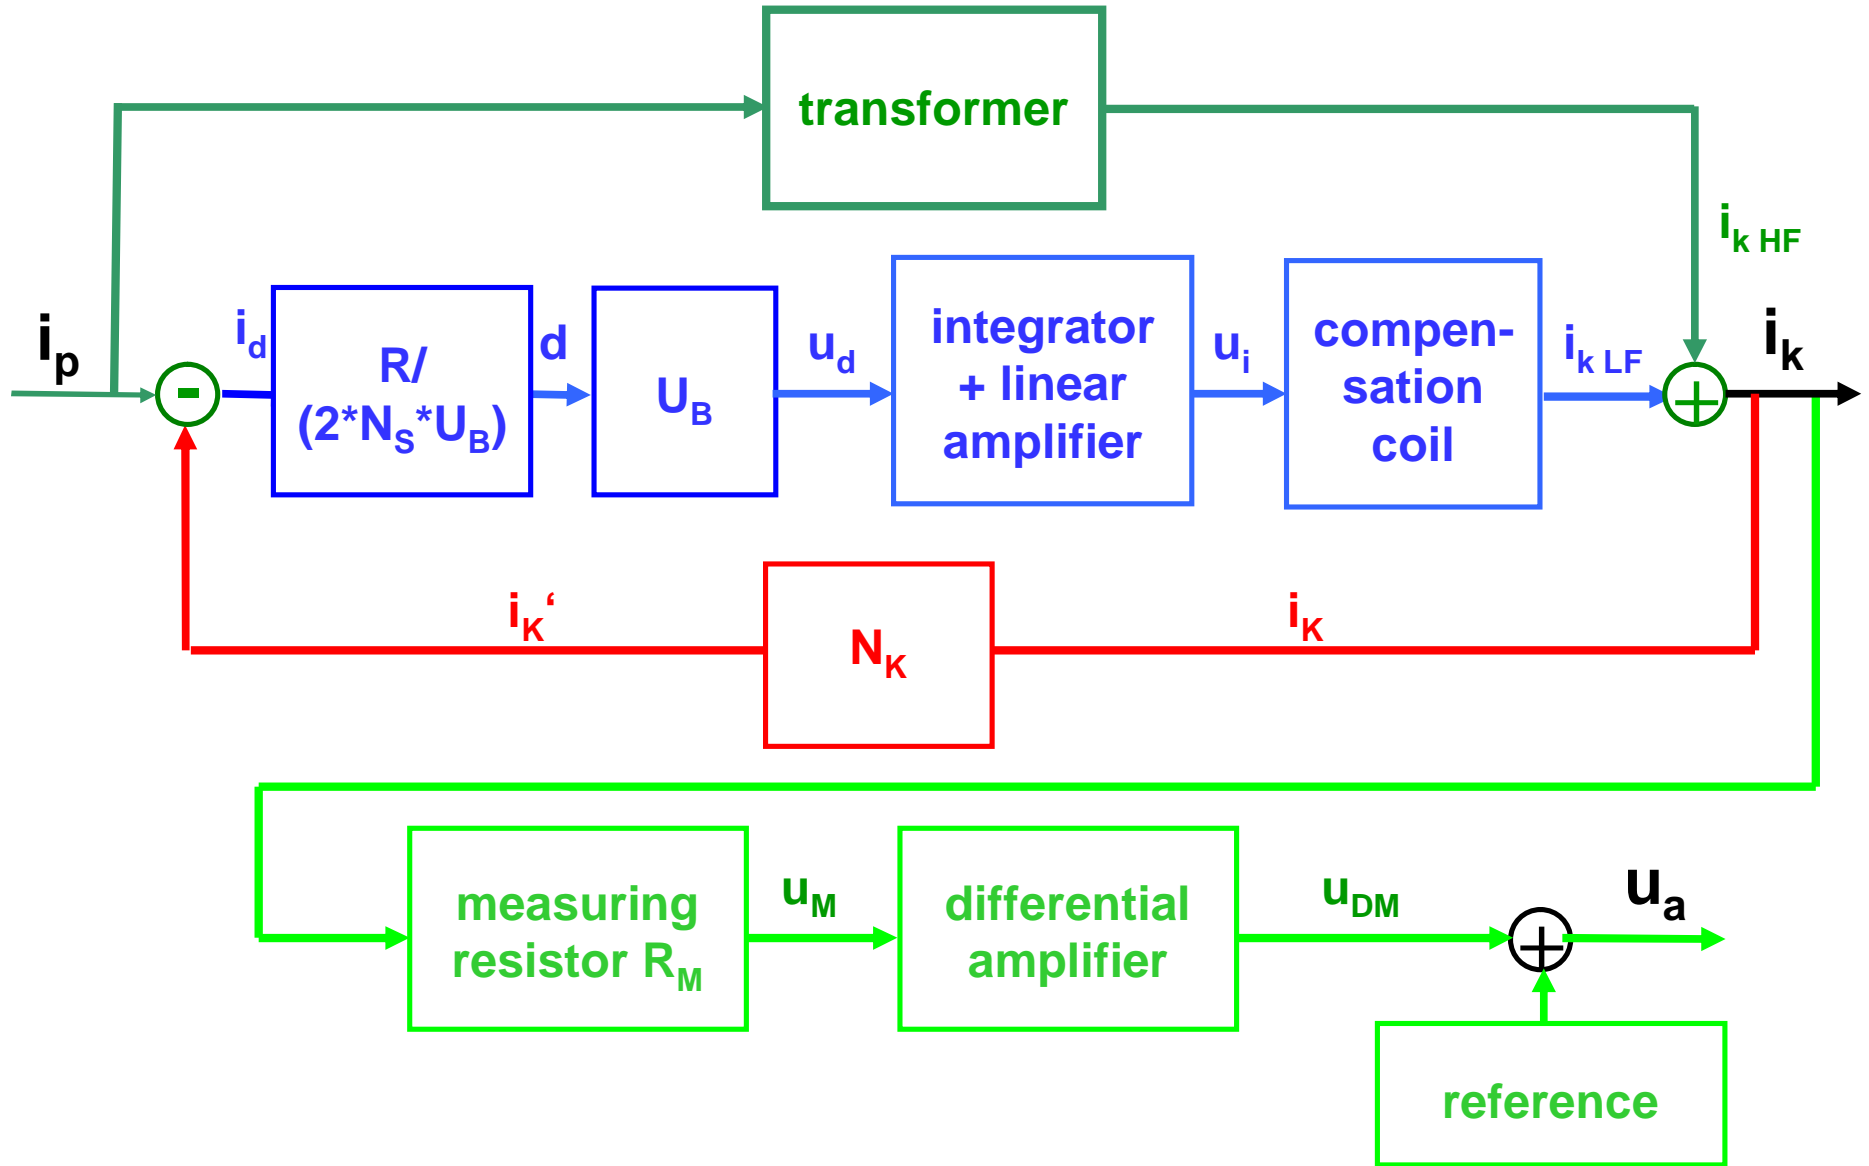 transformer
i_k HF
i_p
i_d
R/
(2*N_S*U_B)
d
U_B
u_d
integrator
+ linear
amplifier
u_i
compen-
sation
coil
i_k LF
i_k
-
+
i_K‘
N_K
i_K
measuring
resistor R_M
u_M
differential
amplifier
u_DM
+
u_a
reference